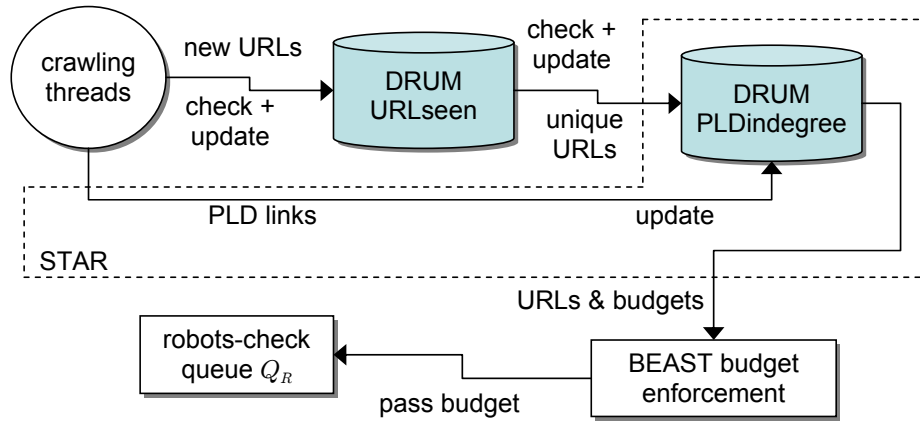 crawling
threads
new URLs
check +
update
DRUM
URLseen
check +
update
unique
URLs
DRUM
PLDindegree
PLD links
update
STAR
URLs & budgets
robots-check
queue Q_R
BEAST budget
enforcement
pass budget